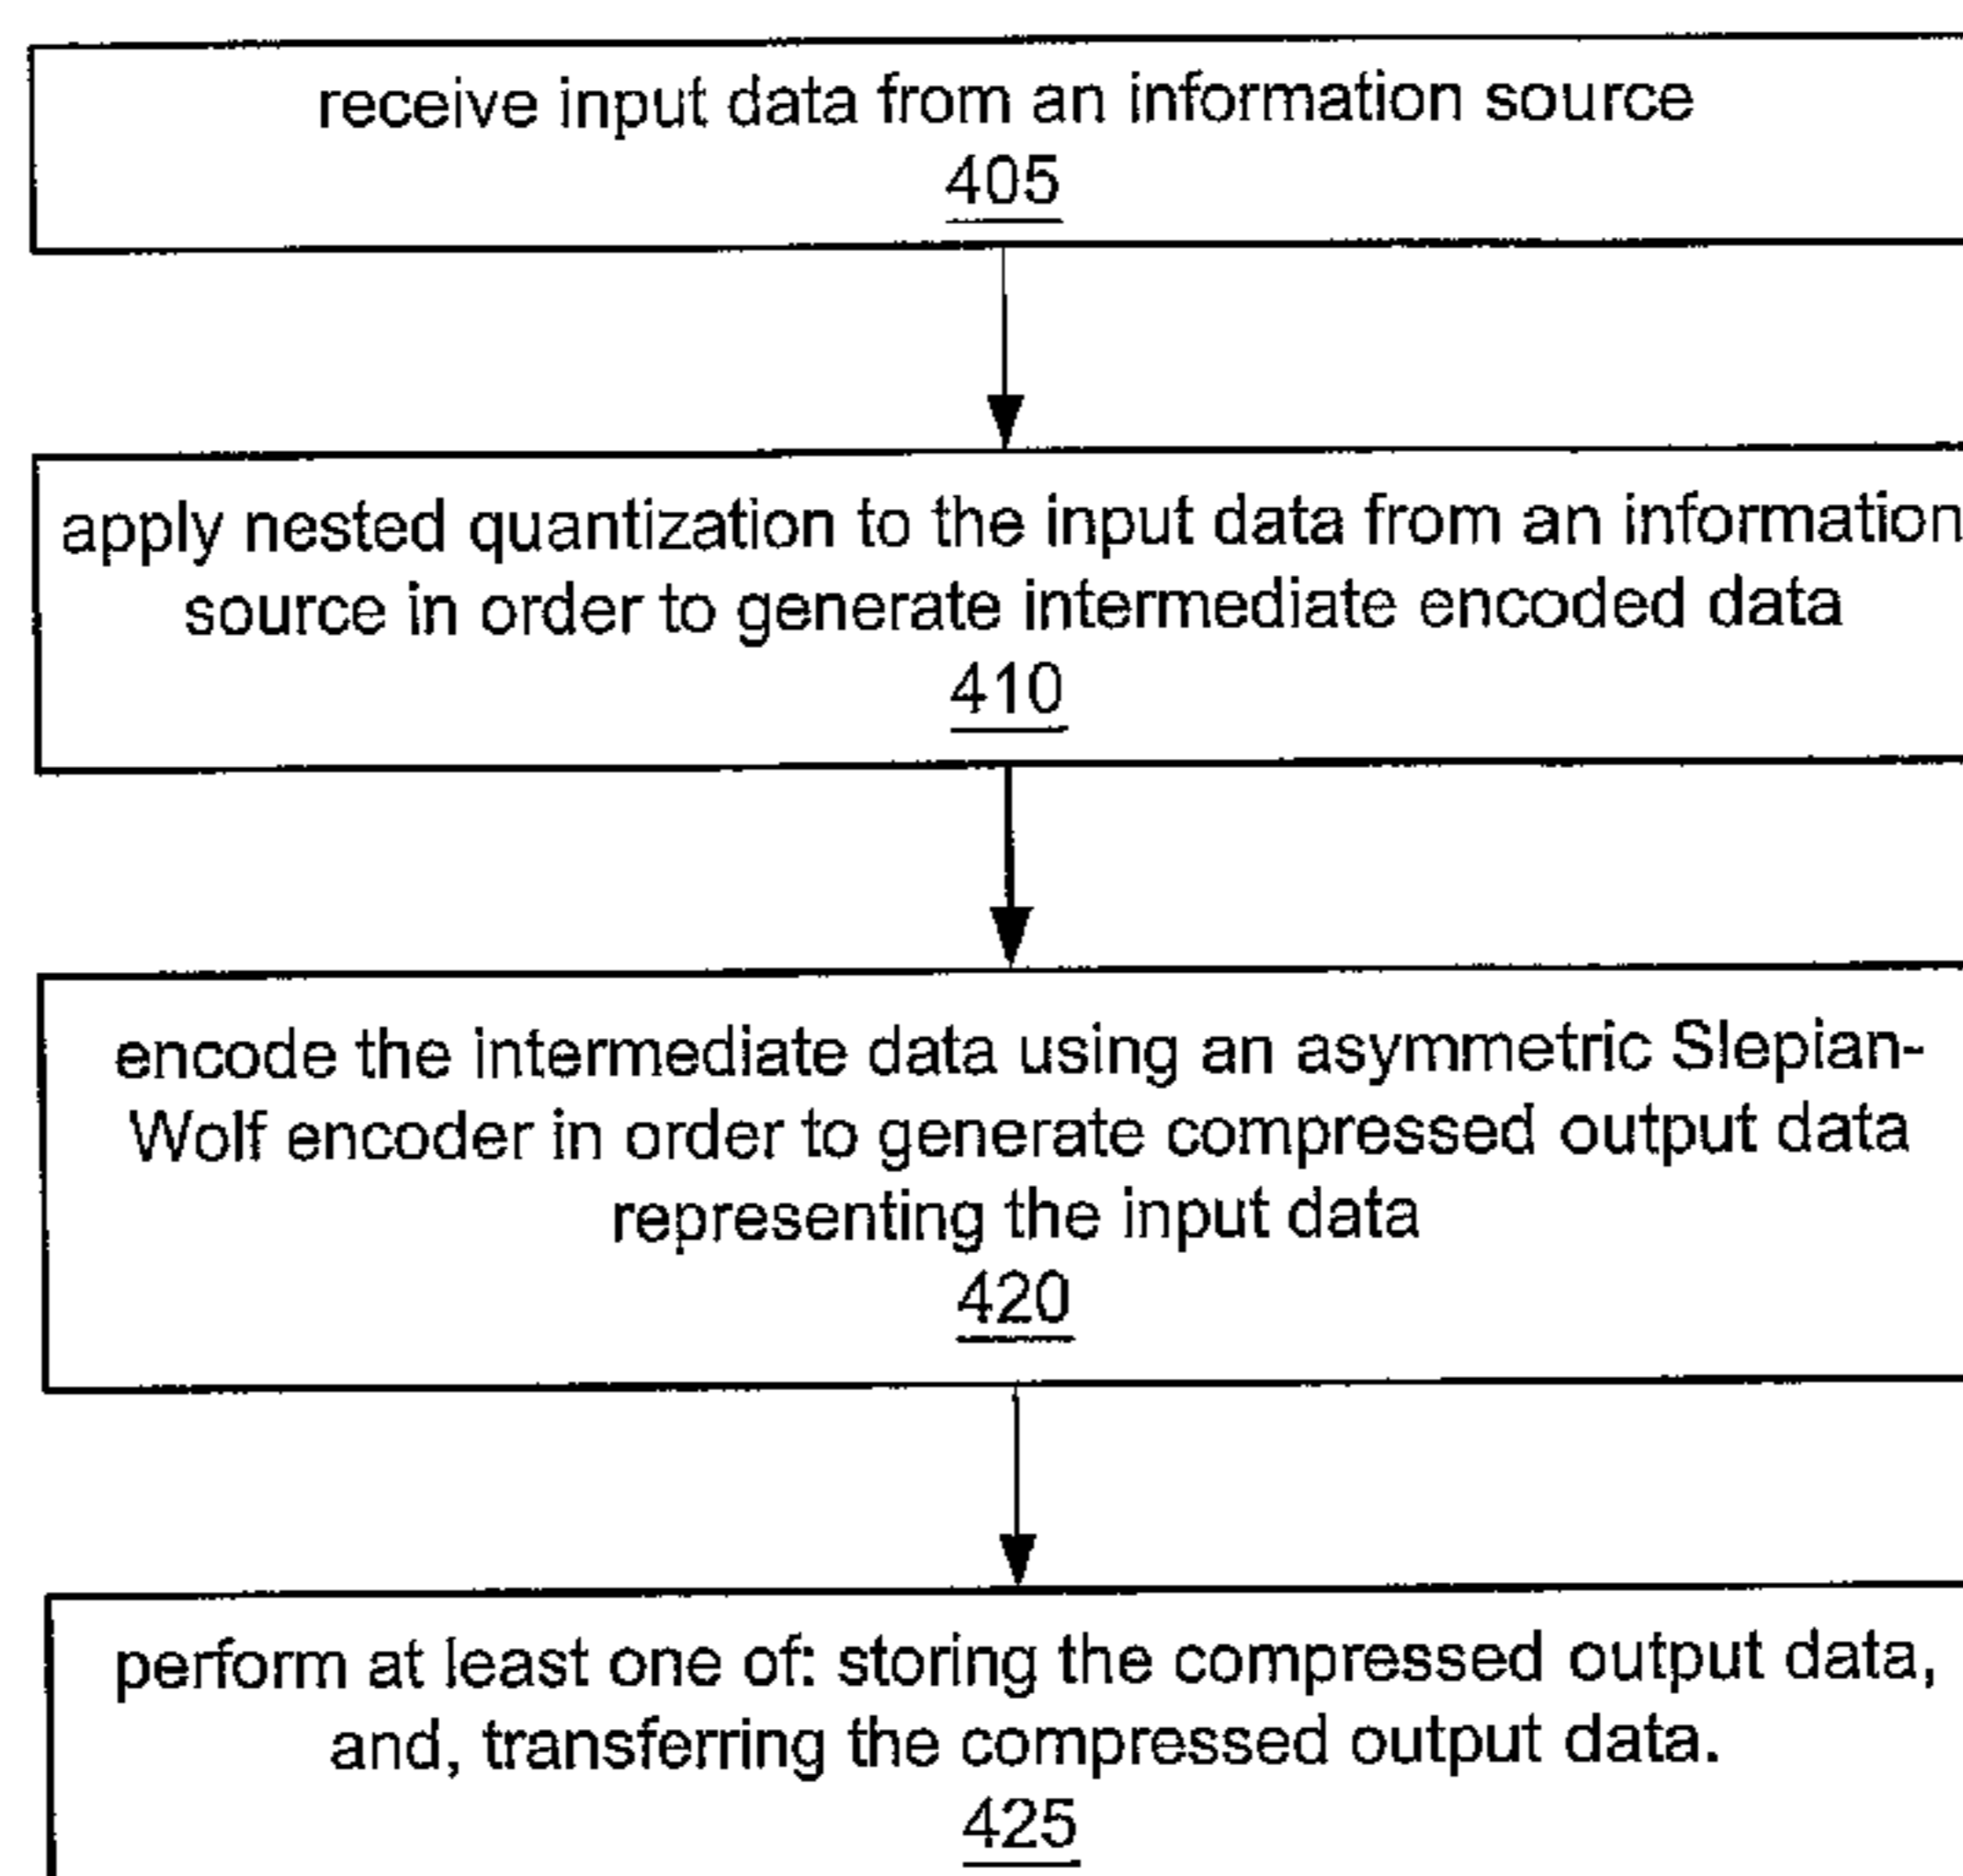 receive input data from an information source
405
apply nested quantization to the input data from an information
source in order to generate intermediate encoded data
410
encode the intermediate data using an asymmetric Slepian-
Wolf encoder in order to generate compressed output data
representing the input data
420
perform at least one of: storing the compressed output data,
and, transferring the compressed output data.
425